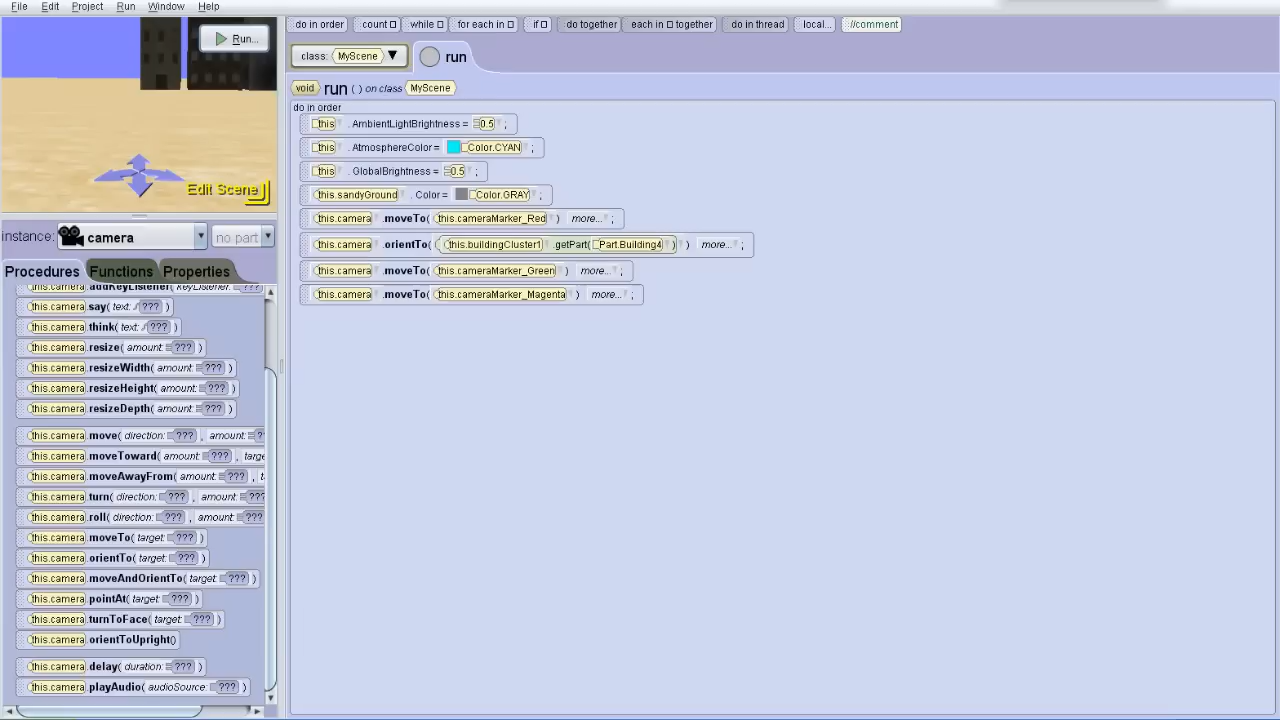 File Edit Project Run Window Help
do in order count while for each in if do together each in together do in thread local... //comment
Run...
class: MyScene run
void run ( ) on class MyScene
do in order
this . AmbientLightBrightness = 0.5 ;
this . AtmosphereColor = Color.CYAN ;
this . GlobalBrightness = 0.5 ;
this.sandyGround . Color = Color.GRAY ;
this.camera .moveTo( this.cameraMarker_Red ) more... ;
this.camera .orientTo( this.buildingCluster1 .getPart( Part.Building4 ) ) more... ;
this.camera .moveTo( this.cameraMarker_Green ) more... ;
this.camera .moveTo( this.cameraMarker_Magenta ) more... ;
Edit Scene
instance: camera no part
Procedures Functions Properties
this.camera .addKeyListener( keyListener: ???
this.camera .say( text: ??? )
this.camera .think( text: ??? )
this.camera .resize( amount: ??? )
this.camera .resizeWidth( amount: ??? )
this.camera .resizeHeight( amount: ??? )
this.camera .resizeDepth( amount: ??? )
this.camera .move( direction: ??? , amount: ?
this.camera .moveToward( amount: ??? , targe
this.camera .moveAwayFrom( amount: ??? , t
this.camera .turn( direction: ??? , amount: ???
this.camera .roll( direction: ??? , amount: ???
this.camera .moveTo( target: ??? )
this.camera .orientTo( target: ??? )
this.camera .moveAndOrientTo( target: ??? )
this.camera .pointAt( target: ??? )
this.camera .turnToFace( target: ??? )
this.camera .orientToUpright()
this.camera .delay( duration: ??? )
this.camera .playAudio( audioSource: ??? )